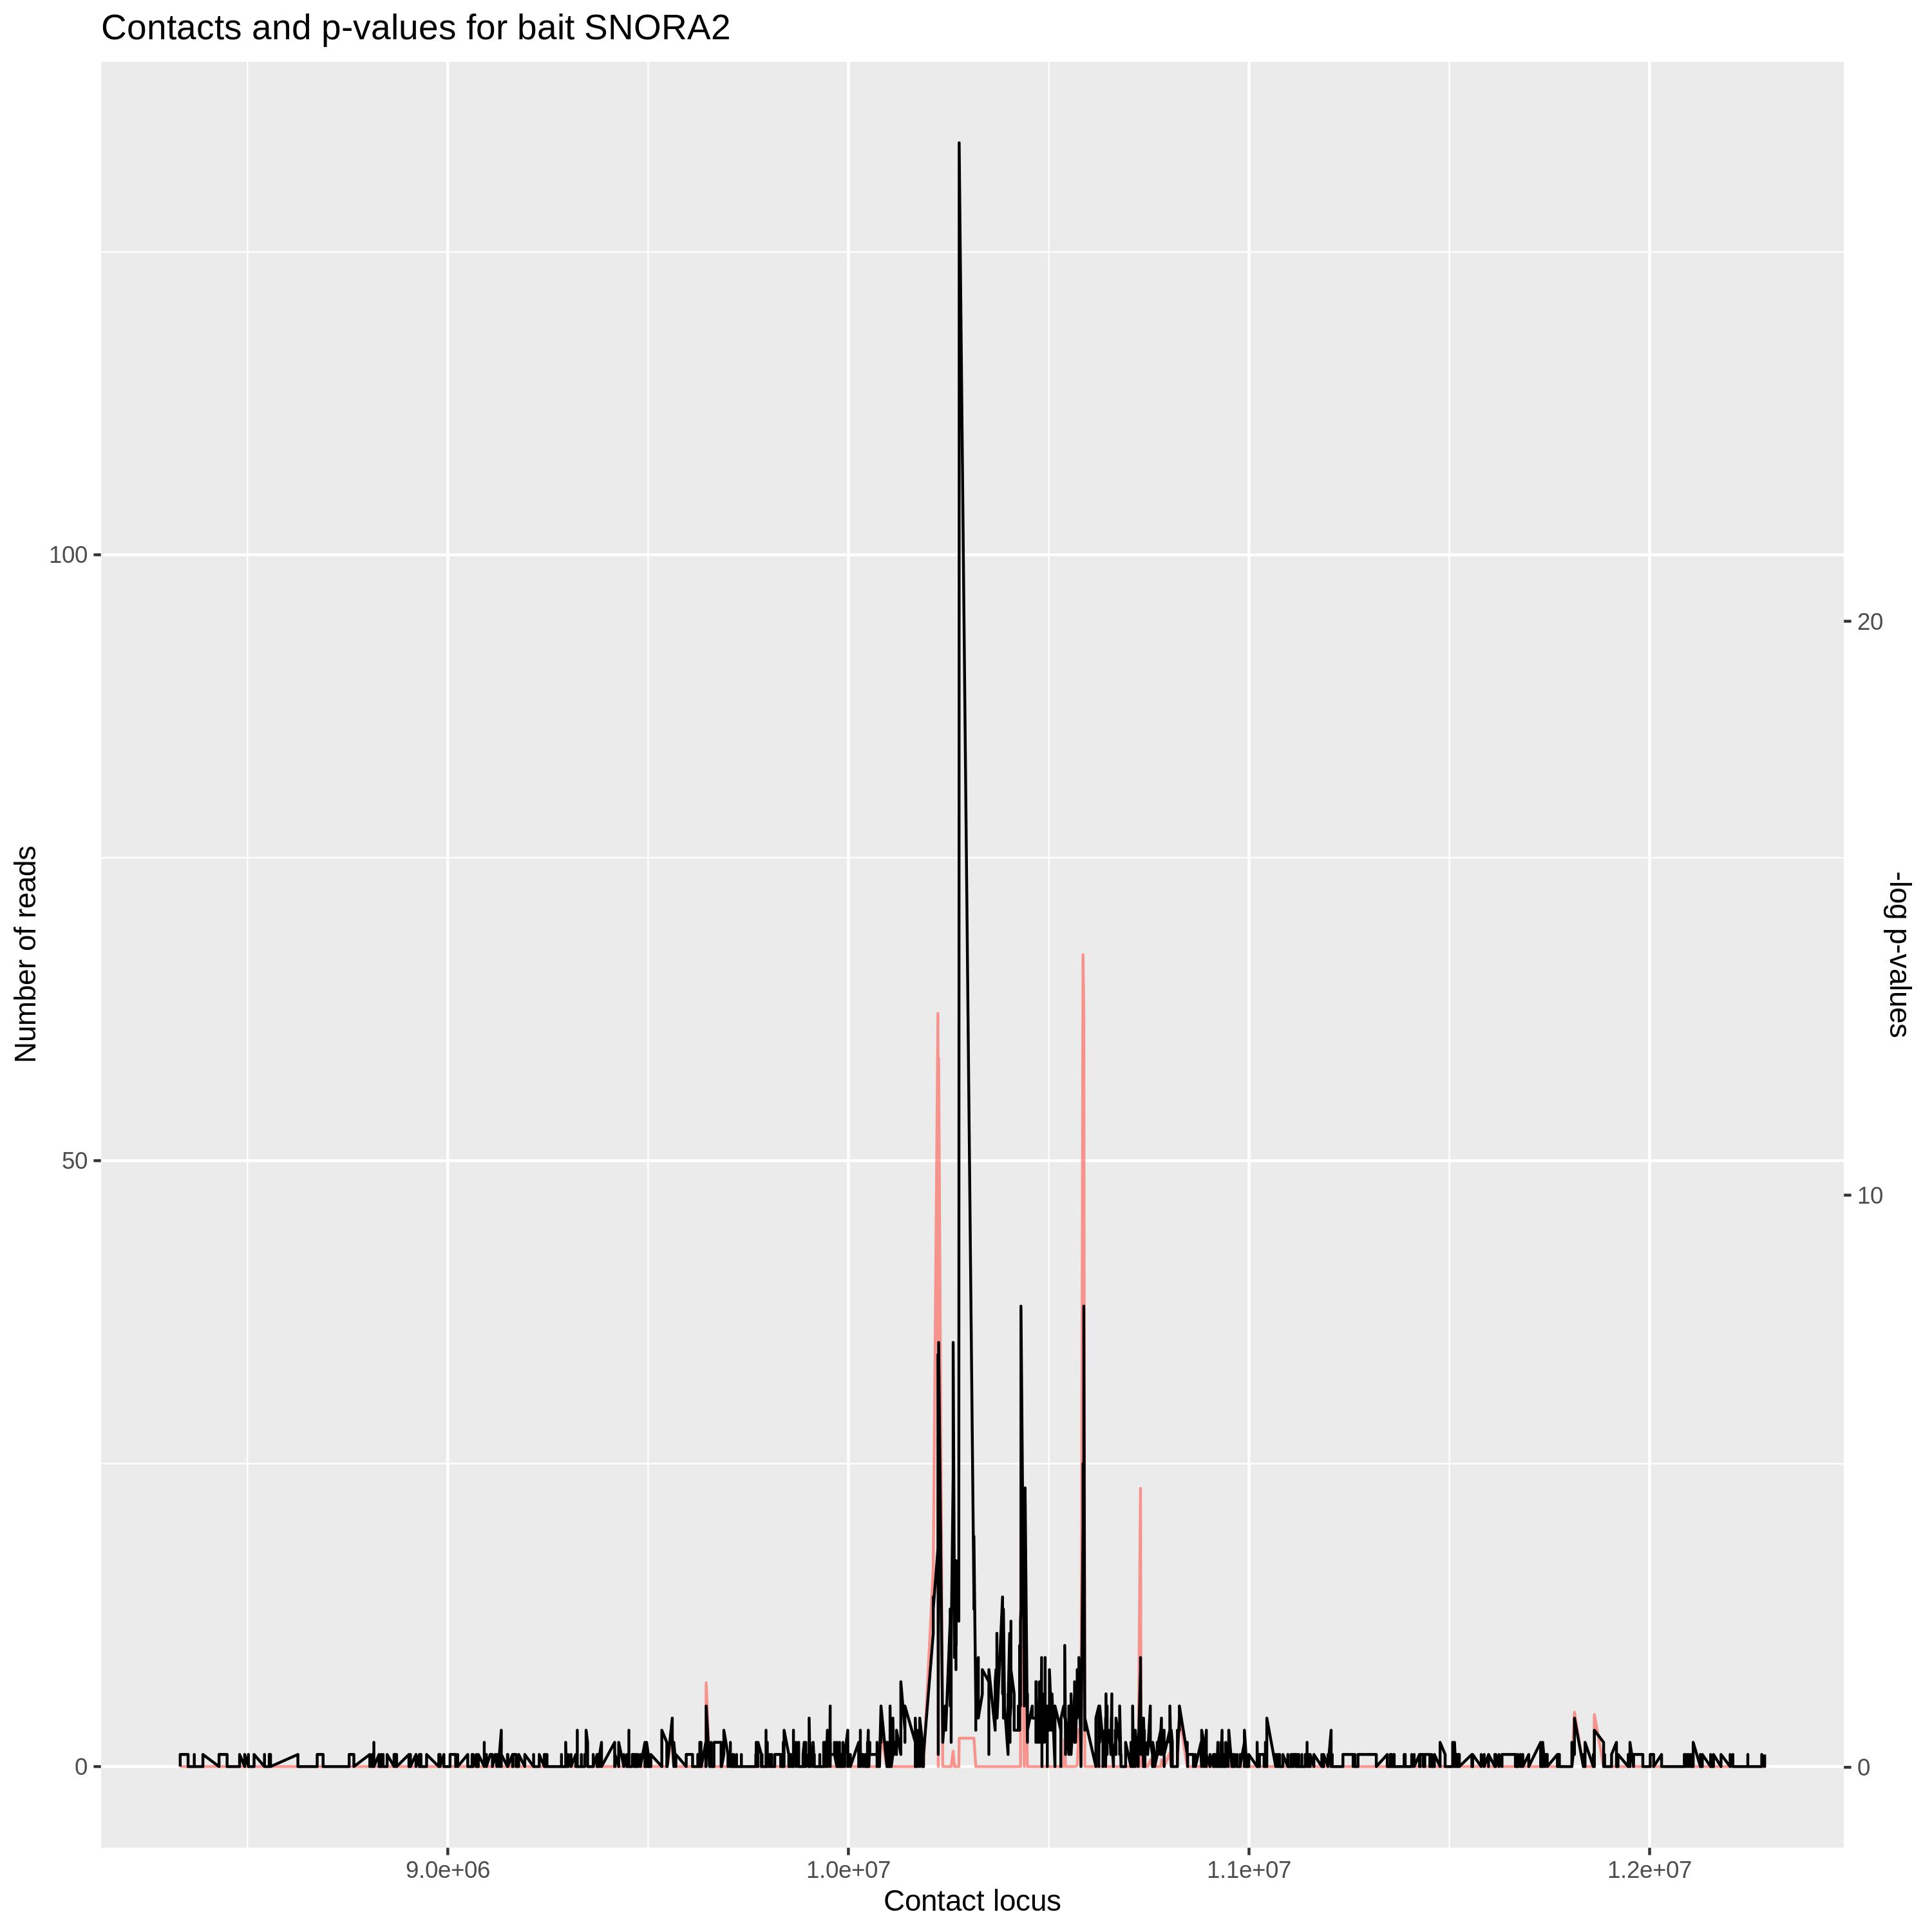 Contacts and p-values for bait SNORA2
Number of reads
100
50
0
20
10
0
-log p-values
9.0e+06
1.0e+07
1.1e+07
1.2e+07
Contact locus